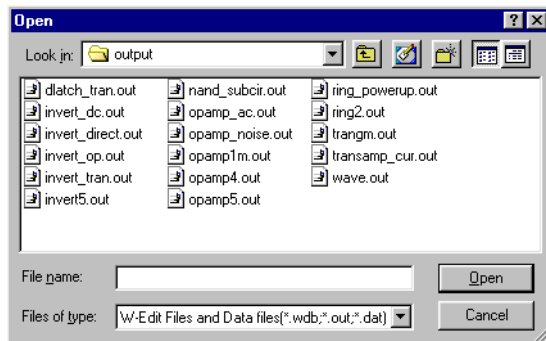 Open
Look in: output
dlatch_tran.out nand_subcir.out ring_powerup.out
invert_dc.out opamp_ac.out ring2.out
invert_direct.out opamp_noise.out trangm.out
invert_op.out opamp1m.out transamp_cur.out
invert_tran.out opamp4.out wave.out
invert5.out opamp5.out
File name: Open
Files of type: W-Edit Files and Data files(*.wdb;*.out;*.dat) Cancel